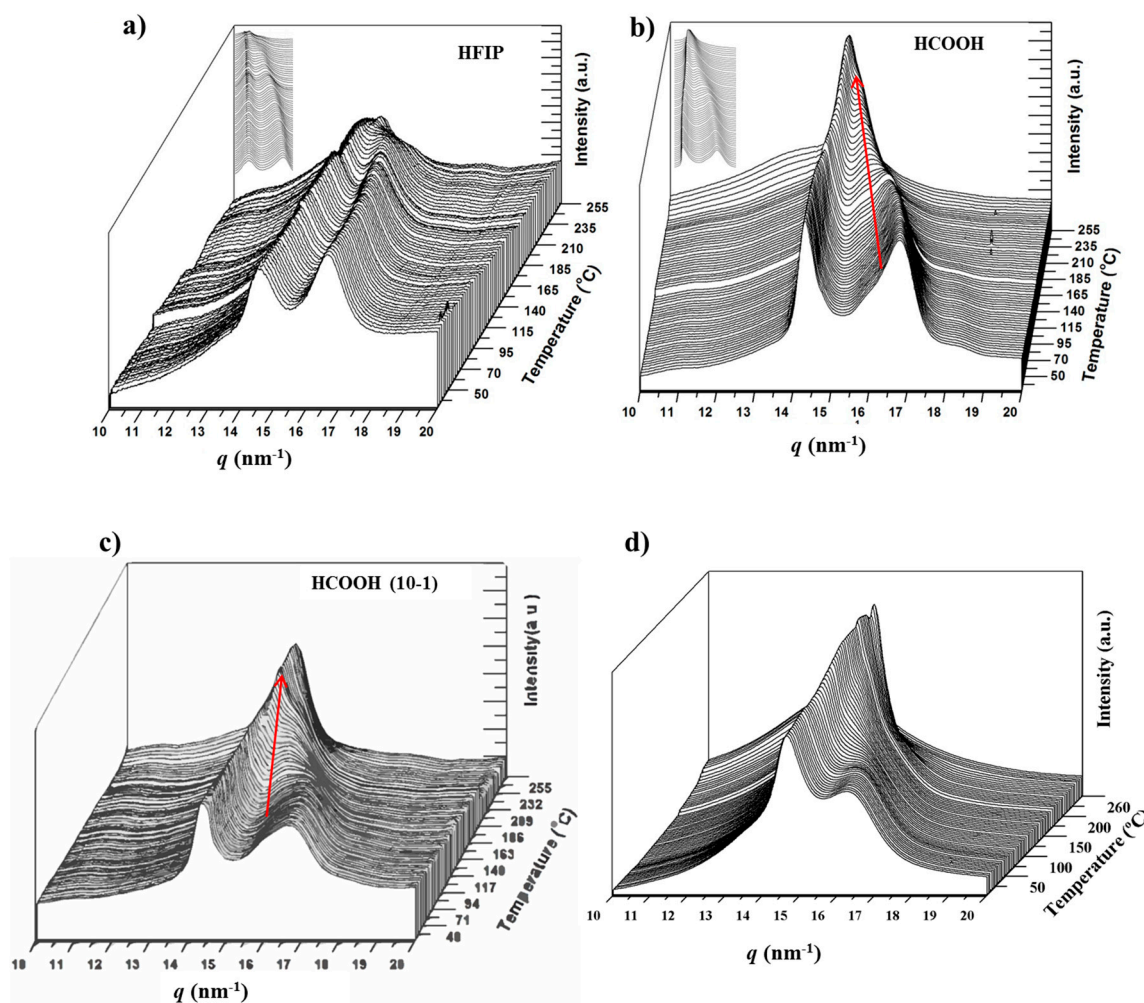 a)
HFIP
Intensity (a.u.)
255
235
210
185
165
140
115
95
70
50
Temperature (°C)
10 11 12 13 14 15 16 17 18 19 20
q (nm-1)
b)
HCOOH
Intensity (a.u.)
255
235
210
185
165
140
115
95
70
50
Temperature (°C)
10 11 12 13 14 15 16 17 18 19 20
q (nm-1)
c)
HCOOH (10-1)
Intensity(a u )
255
232
209
186
163
140
117
94
71
48
Temperature (°C)
10 11 12 13 14 15 16 17 18 19 20
q (nm-1)
d)
Intensity (a.u.)
260
200
150
100
50
Temperature (°C)
10 11 12 13 14 15 16 17 18 19 20
q (nm-1)